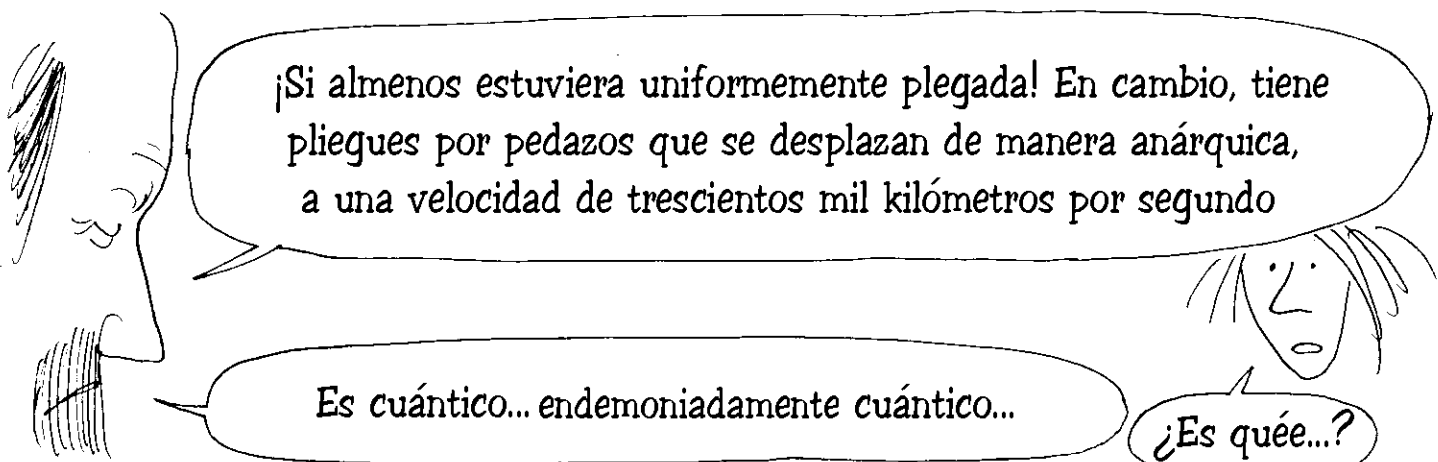 ¡Si almenos estuviera uniformemente plegada! En cambio, tiene
pliegues por pedazos que se desplazan de manera anárquica,
a una velocidad de trescientos mil kilómetros por segundo
Es cuántico... endemoniadamente cuántico...
¿Es quée...?